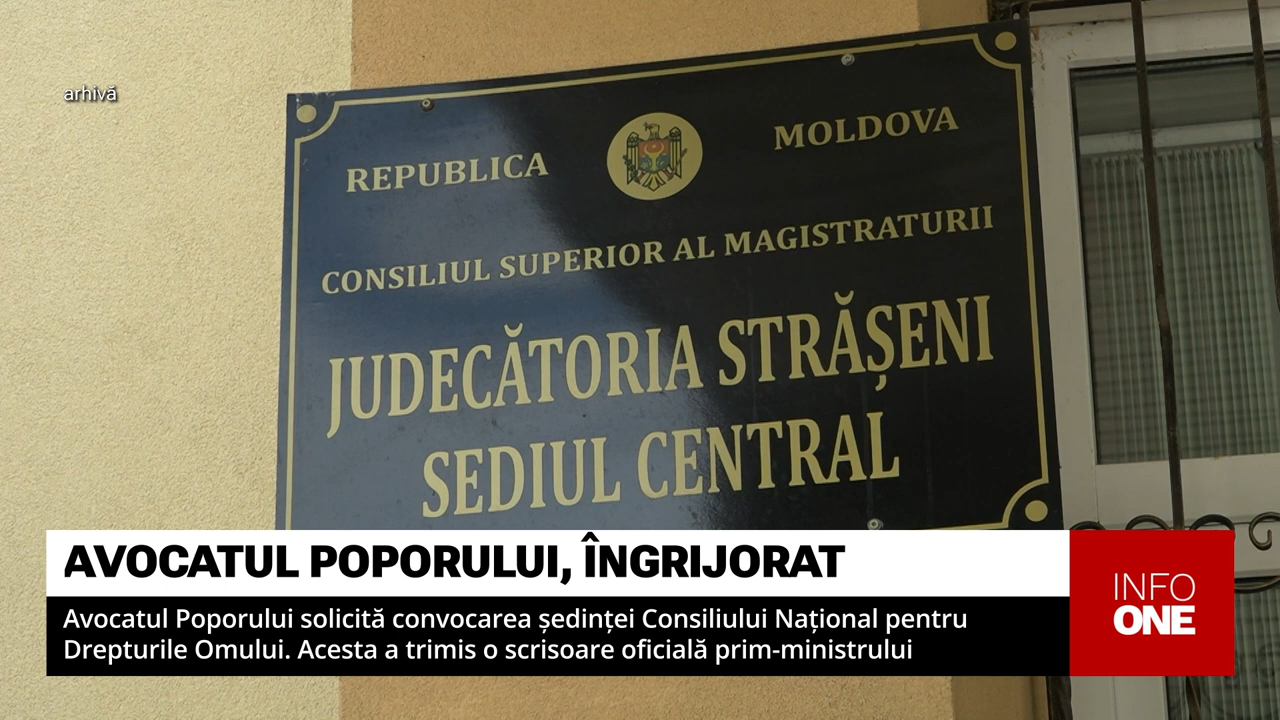 arhivă
REPUBLICA MOLDOVA
CONSILIUL SUPERIOR AL MAGISTRATURII
JUDECĂTORIA STRĂȘENI
SEDIUL CENTRAL
AVOCATUL POPORULUI, ÎNGRIJORAT
Avocatul Poporului solicită convocarea ședinței Consiliului Național pentru
Drepturile Omului. Acesta a trimis o scrisoare oficială prim-ministrului
INFO
ONE